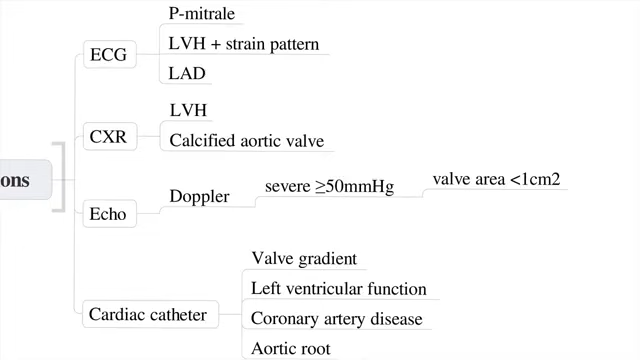 P-mitrale
ECG
LVH + strain pattern
LAD
LVH
CXR
Calcified aortic valve
ons
Echo
Doppler
severe ≥50mmHg
valve area <1cm2
Valve gradient
Left ventricular function
Cardiac catheter
Coronary artery disease
Aortic root